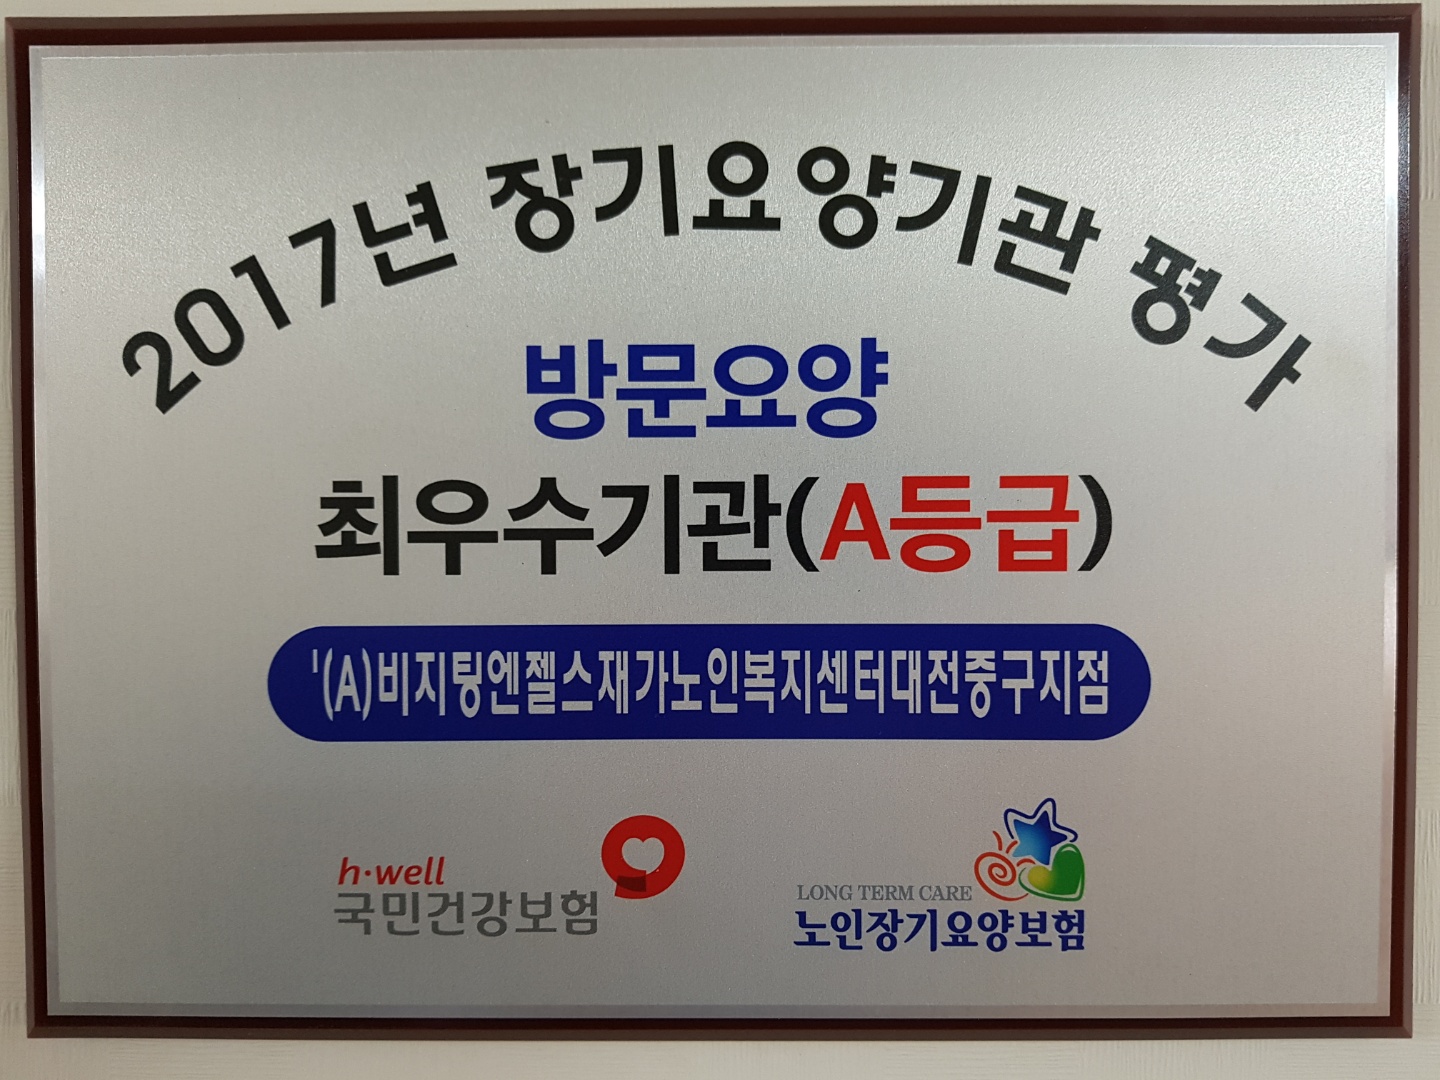 2017년 장기요양기관 평가
방문요양
최우수기관(A등급)
'(A)비지팅엔젤스재가노인복지센터대전중구지점
h·well
국민건강보험
LONG TERM CARE
노인장기요양보험